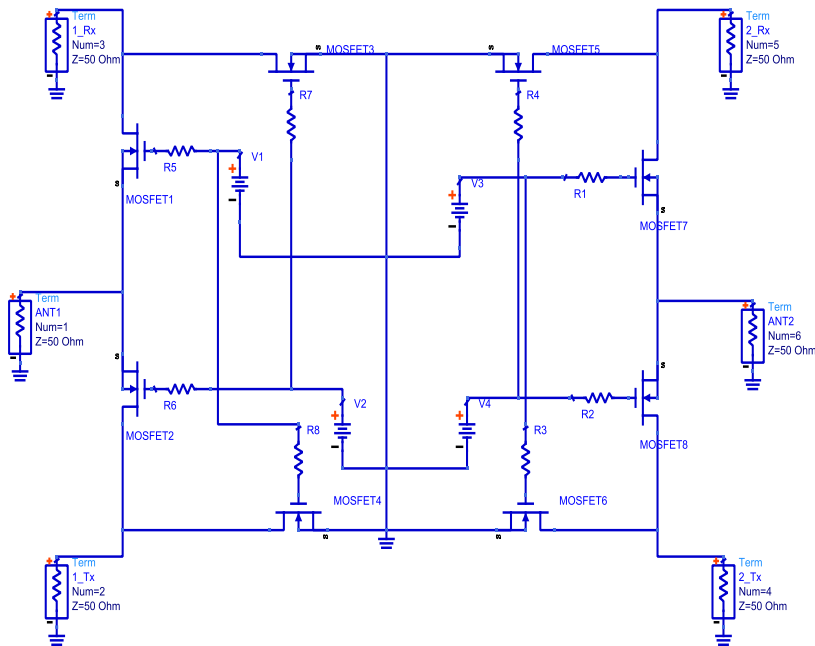 Term
1_Rx
Num=3
Z=50 Ohm
s
MOSFET3
s
MOSFET5
Term
2_Rx
Num=5
Z=50 Ohm
R7
R4
R5
V1
V3
R1
s
MOSFET1
s
MOSFET7
Term
ANT1
Num=1
Z=50 Ohm
Term
ANT2
Num=6
Z=50 Ohm
s
s
R6
V2
V4
R2
MOSFET2
R8
R3
MOSFET8
MOSFET4
MOSFET6
s
s
Term
1_Tx
Num=2
Z=50 Ohm
Term
2_Tx
Num=4
Z=50 Ohm